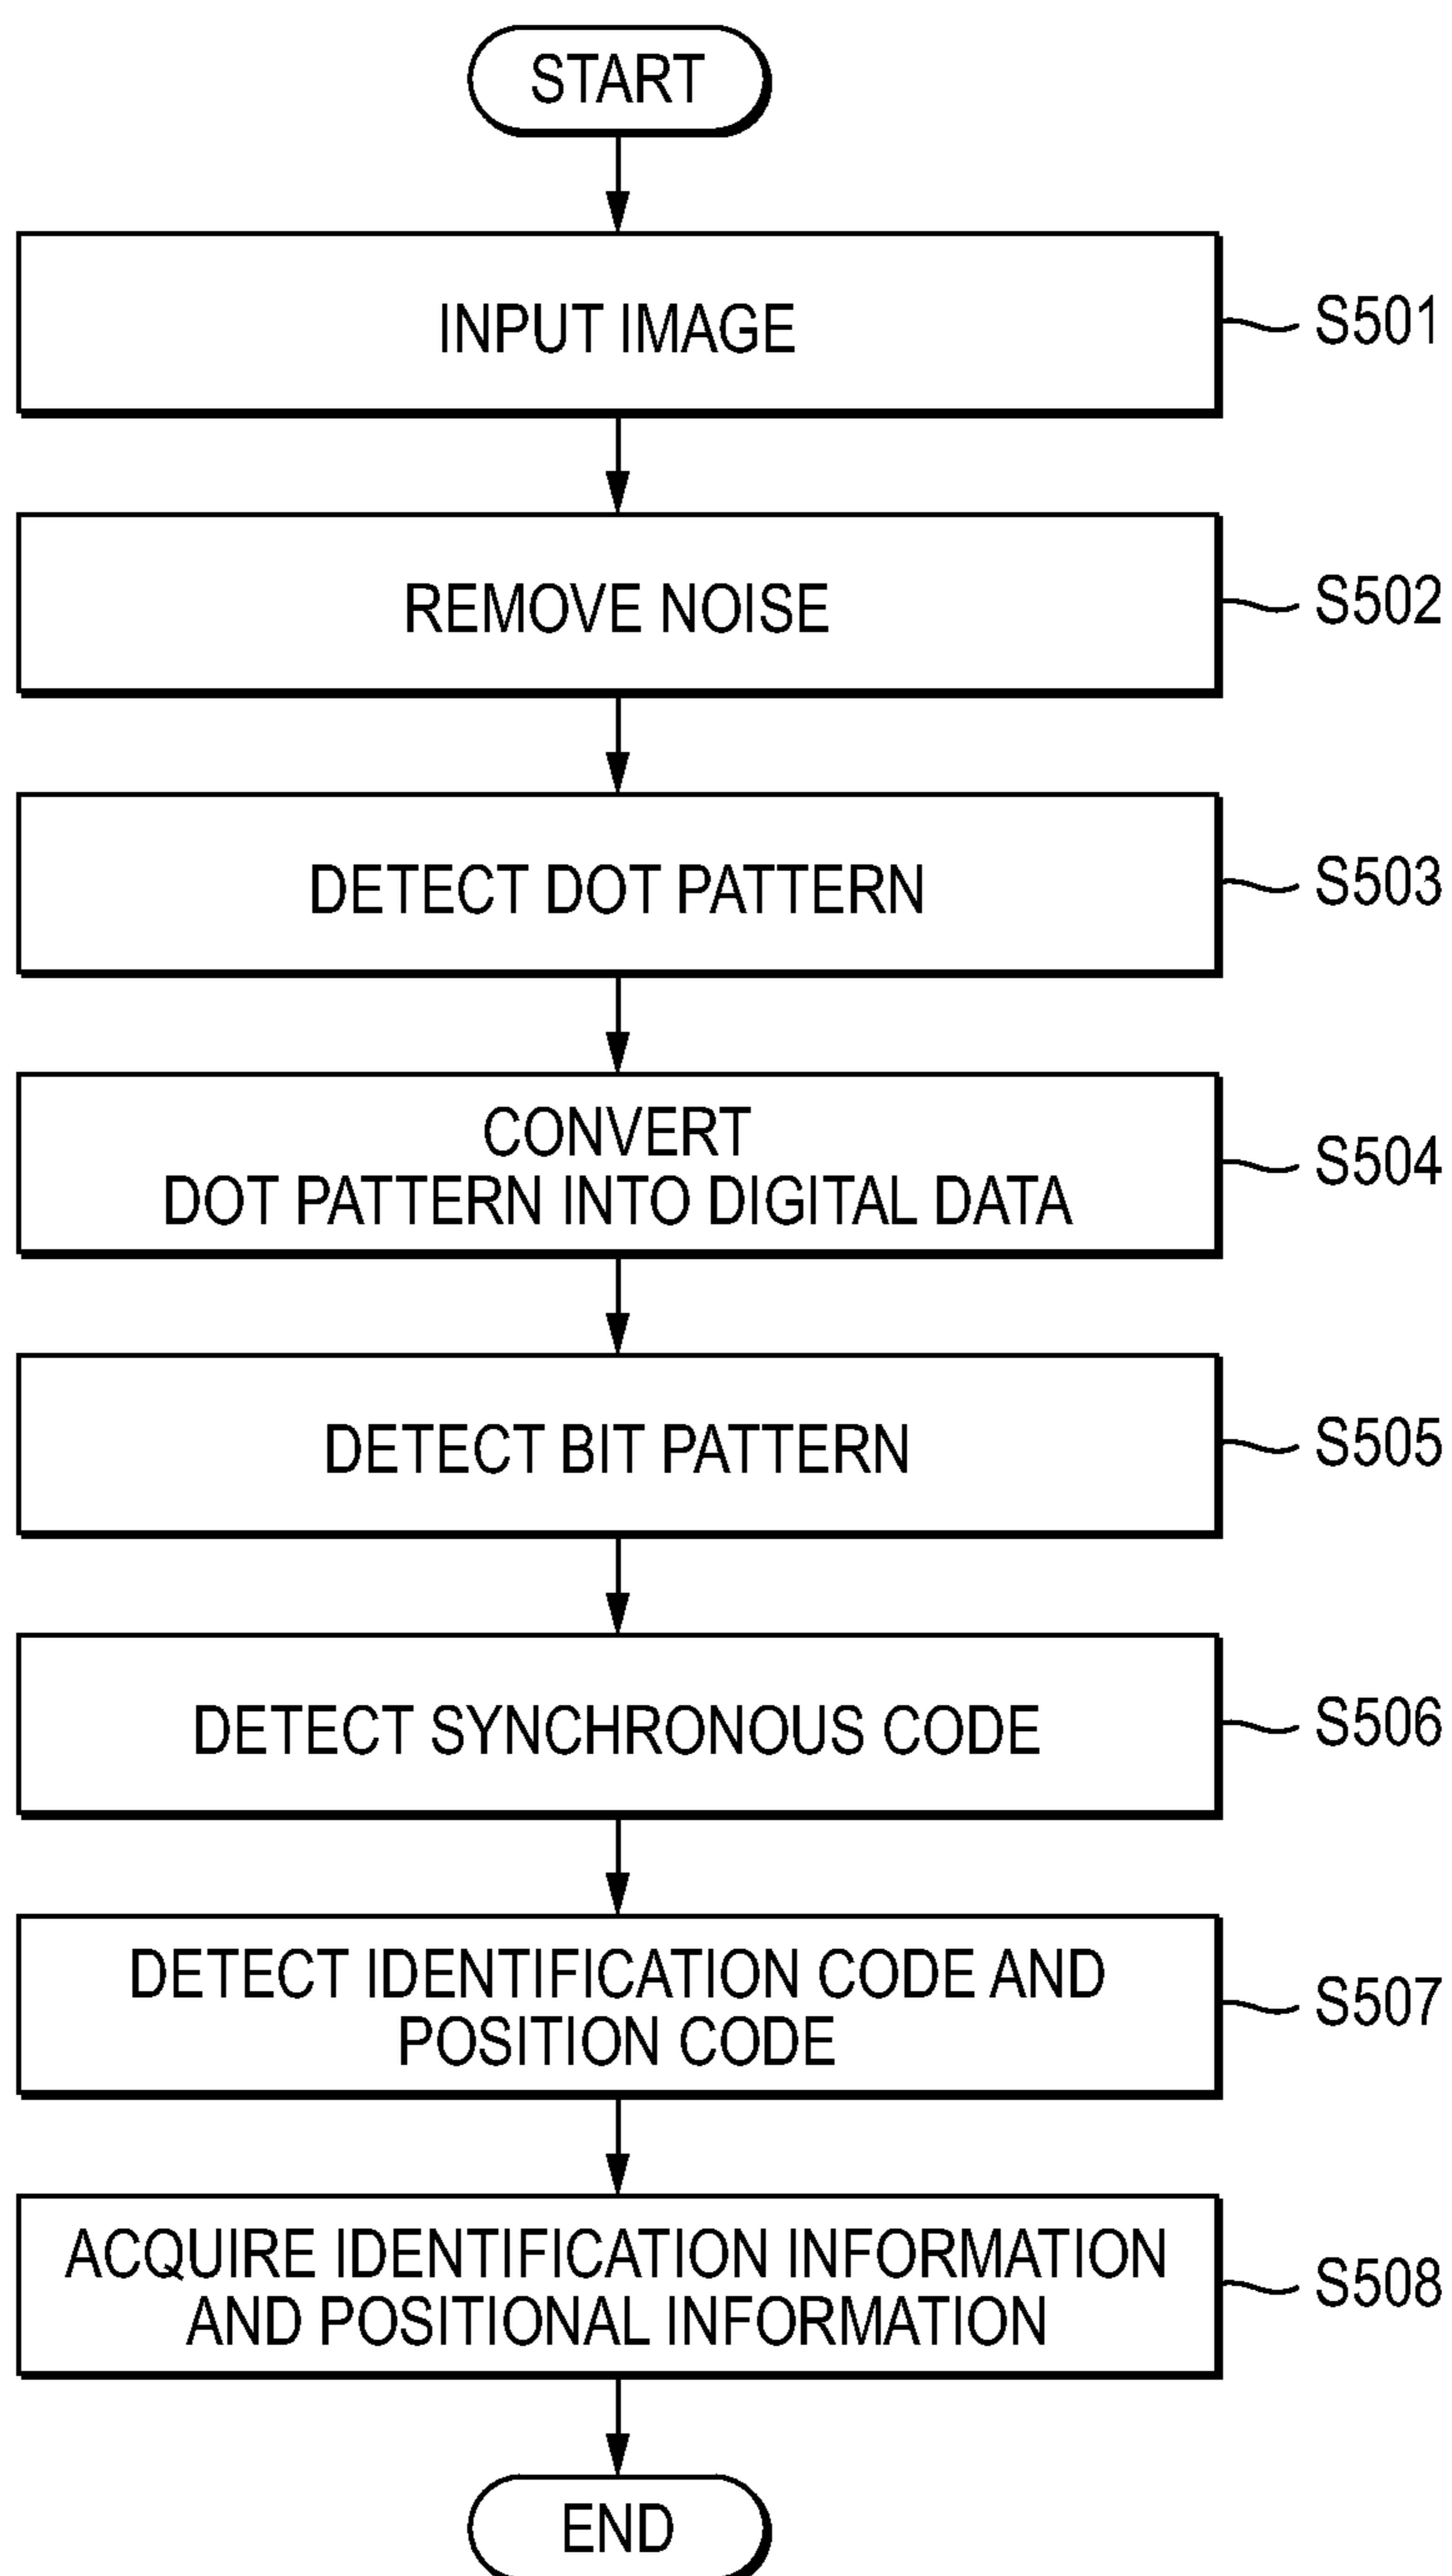 START
INPUT IMAGE
S501
REMOVE NOISE
S502
DETECT DOT PATTERN
S503
CONVERT
DOT PATTERN INTO DIGITAL DATA
S504
DETECT BIT PATTERN
S505
DETECT SYNCHRONOUS CODE
S506
DETECT IDENTIFICATION CODE AND
POSITION CODE
S507
ACQUIRE IDENTIFICATION INFORMATION
AND POSITIONAL INFORMATION
S508
END